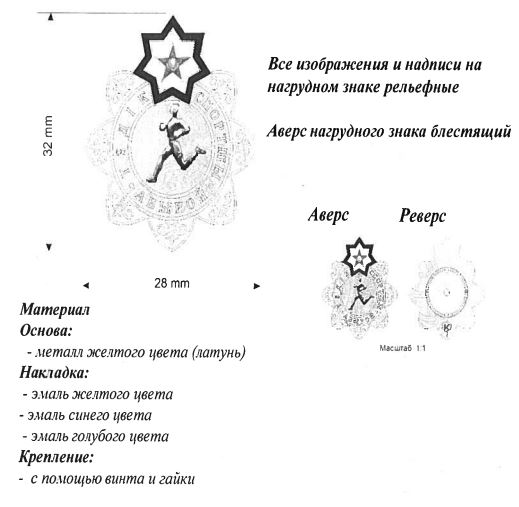 Все изображения и надписи на
нагрудном знаке рельефные
Аверс нагрудного знака блестящий
32 mm
28 mm
Аверс
Реверс
Масштаб 1:1
Материал
Основа:
- металл желтого цвета (латунь)
Накладка:
- эмаль желтого цвета
- эмаль синего цвета
- эмаль голубого цвета
Крепление:
- с помощью винта и гайки